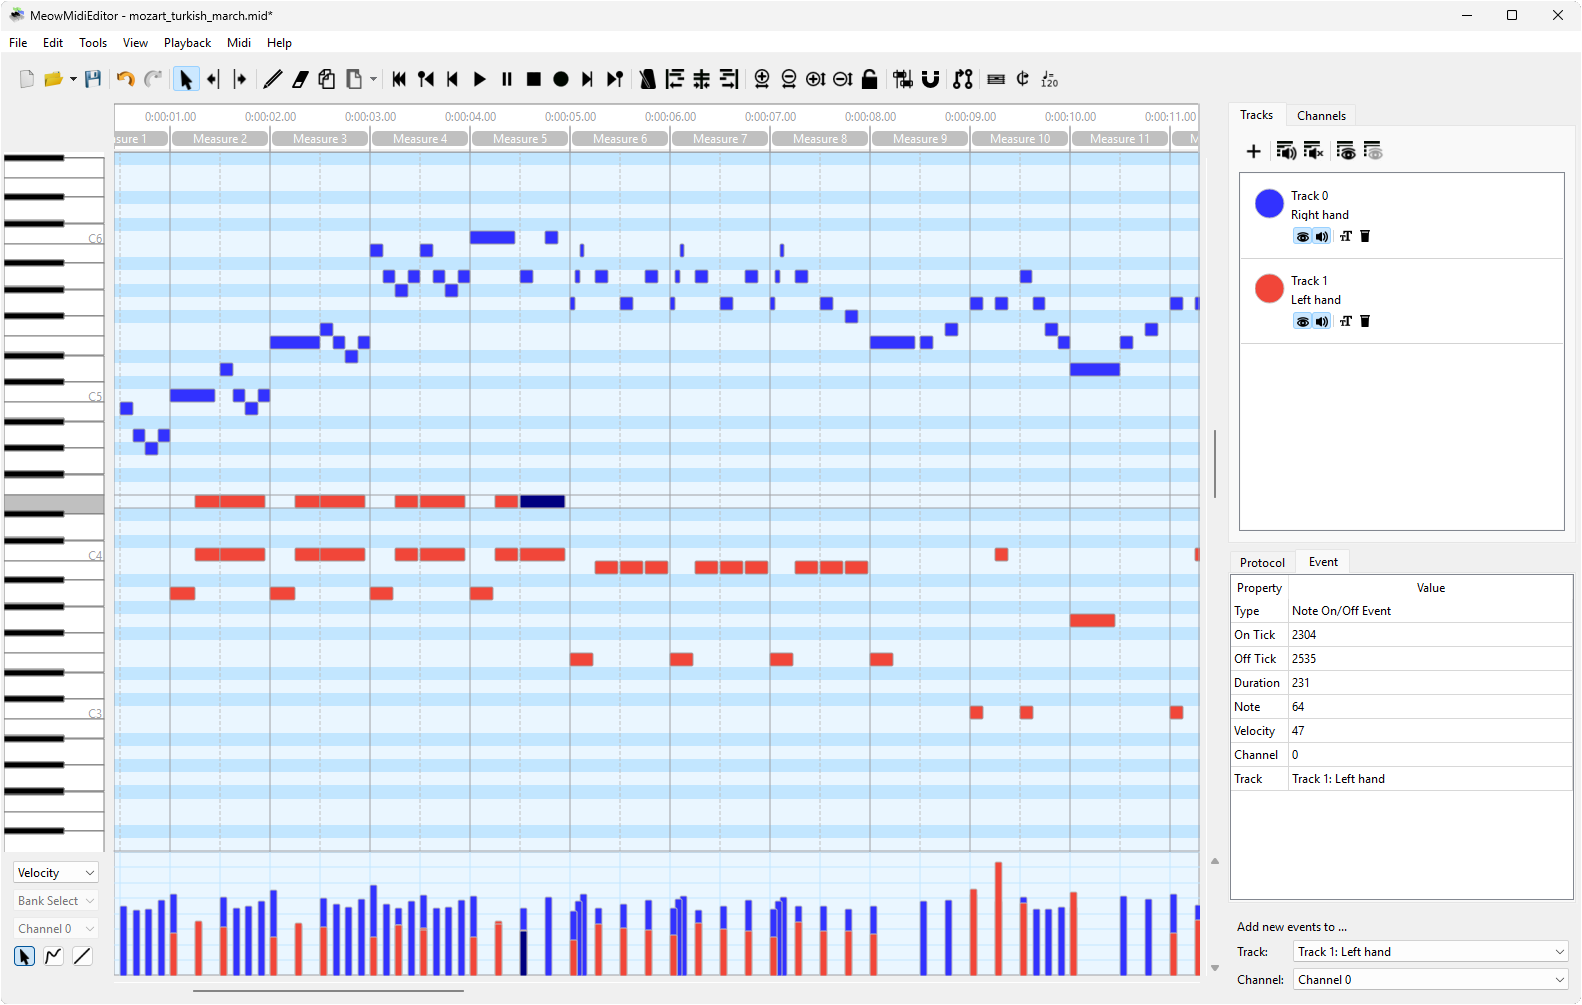 MeowMidiEditor - mozart_turkish_march.mid*
File Edit Tools View Playback Midi Help
120
0:00:01.00 0:00:02.00 0:00:03.00 0:00:04.00 0:00:05.00 0:00:06.00 0:00:07.00 0:00:08.00 0:00:09.00 0:00:10.00 0:00:11.00
sure 1 Measure 2 Measure 3 Measure 4 Measure 5 Measure 6 Measure 7 Measure 8 Measure 9 Measure 10 Measure 11 M
C6
C5
C4
C3
Velocity
Bank Select
Channel 0
Tracks Channels
Track 0
Right hand
Track 1
Left hand
Protocol Event
Property Value
Type Note On/Off Event
On Tick 2304
Off Tick 2535
Duration 231
Note 64
Velocity 47
Channel 0
Track Track 1: Left hand
Add new events to ...
Track: Track 1: Left hand
Channel: Channel 0